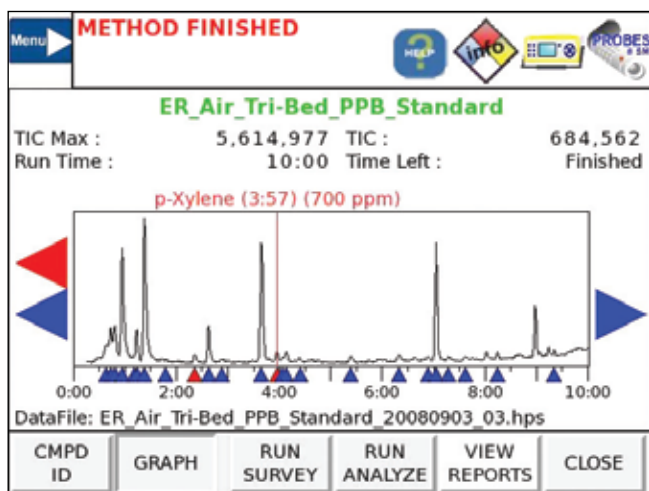 Menu
METHOD FINISHED
HELP
info
PROBES
ER_Air_Tri-Bed_PPB_Standard
TIC Max : 5,614,977 TIC : 684,562
Run Time : 10:00 Time Left : Finished
p-Xylene (3:57) (700 ppm)
0:00 2:00 4:00 6:00 8:00 10:00
DataFile: ER_Air_Tri-Bed_PPB_Standard_20080903_03.hps
CMPD ID
GRAPH
RUN SURVEY
RUN ANALYZE
VIEW REPORTS
CLOSE